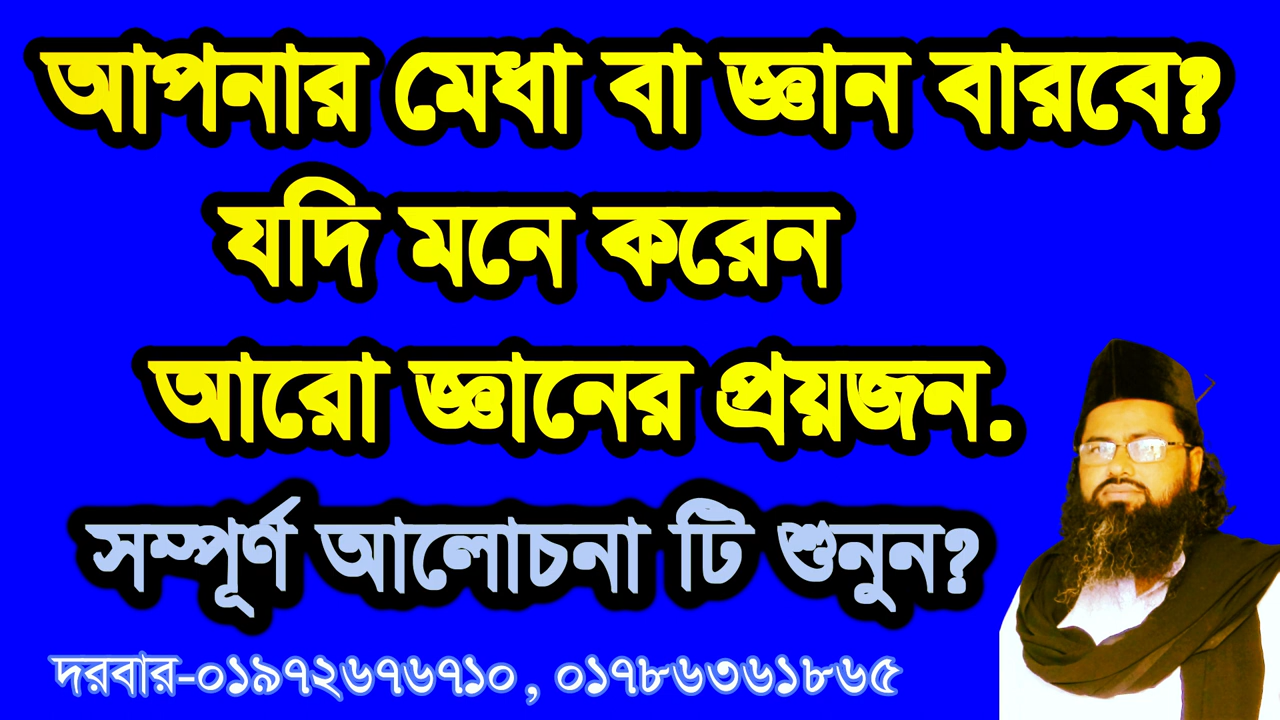 আপনার মেধা বা জ্ঞান বারবে?
যদি মনে করেন
আরো জ্ঞানের প্রয়জন.
সম্পূর্ণ আলোচনা টি শুনুন?
দরবার-০১৯৭২৬৭৬৭১০, ০১৭৮৬৩৬১৮৬৫